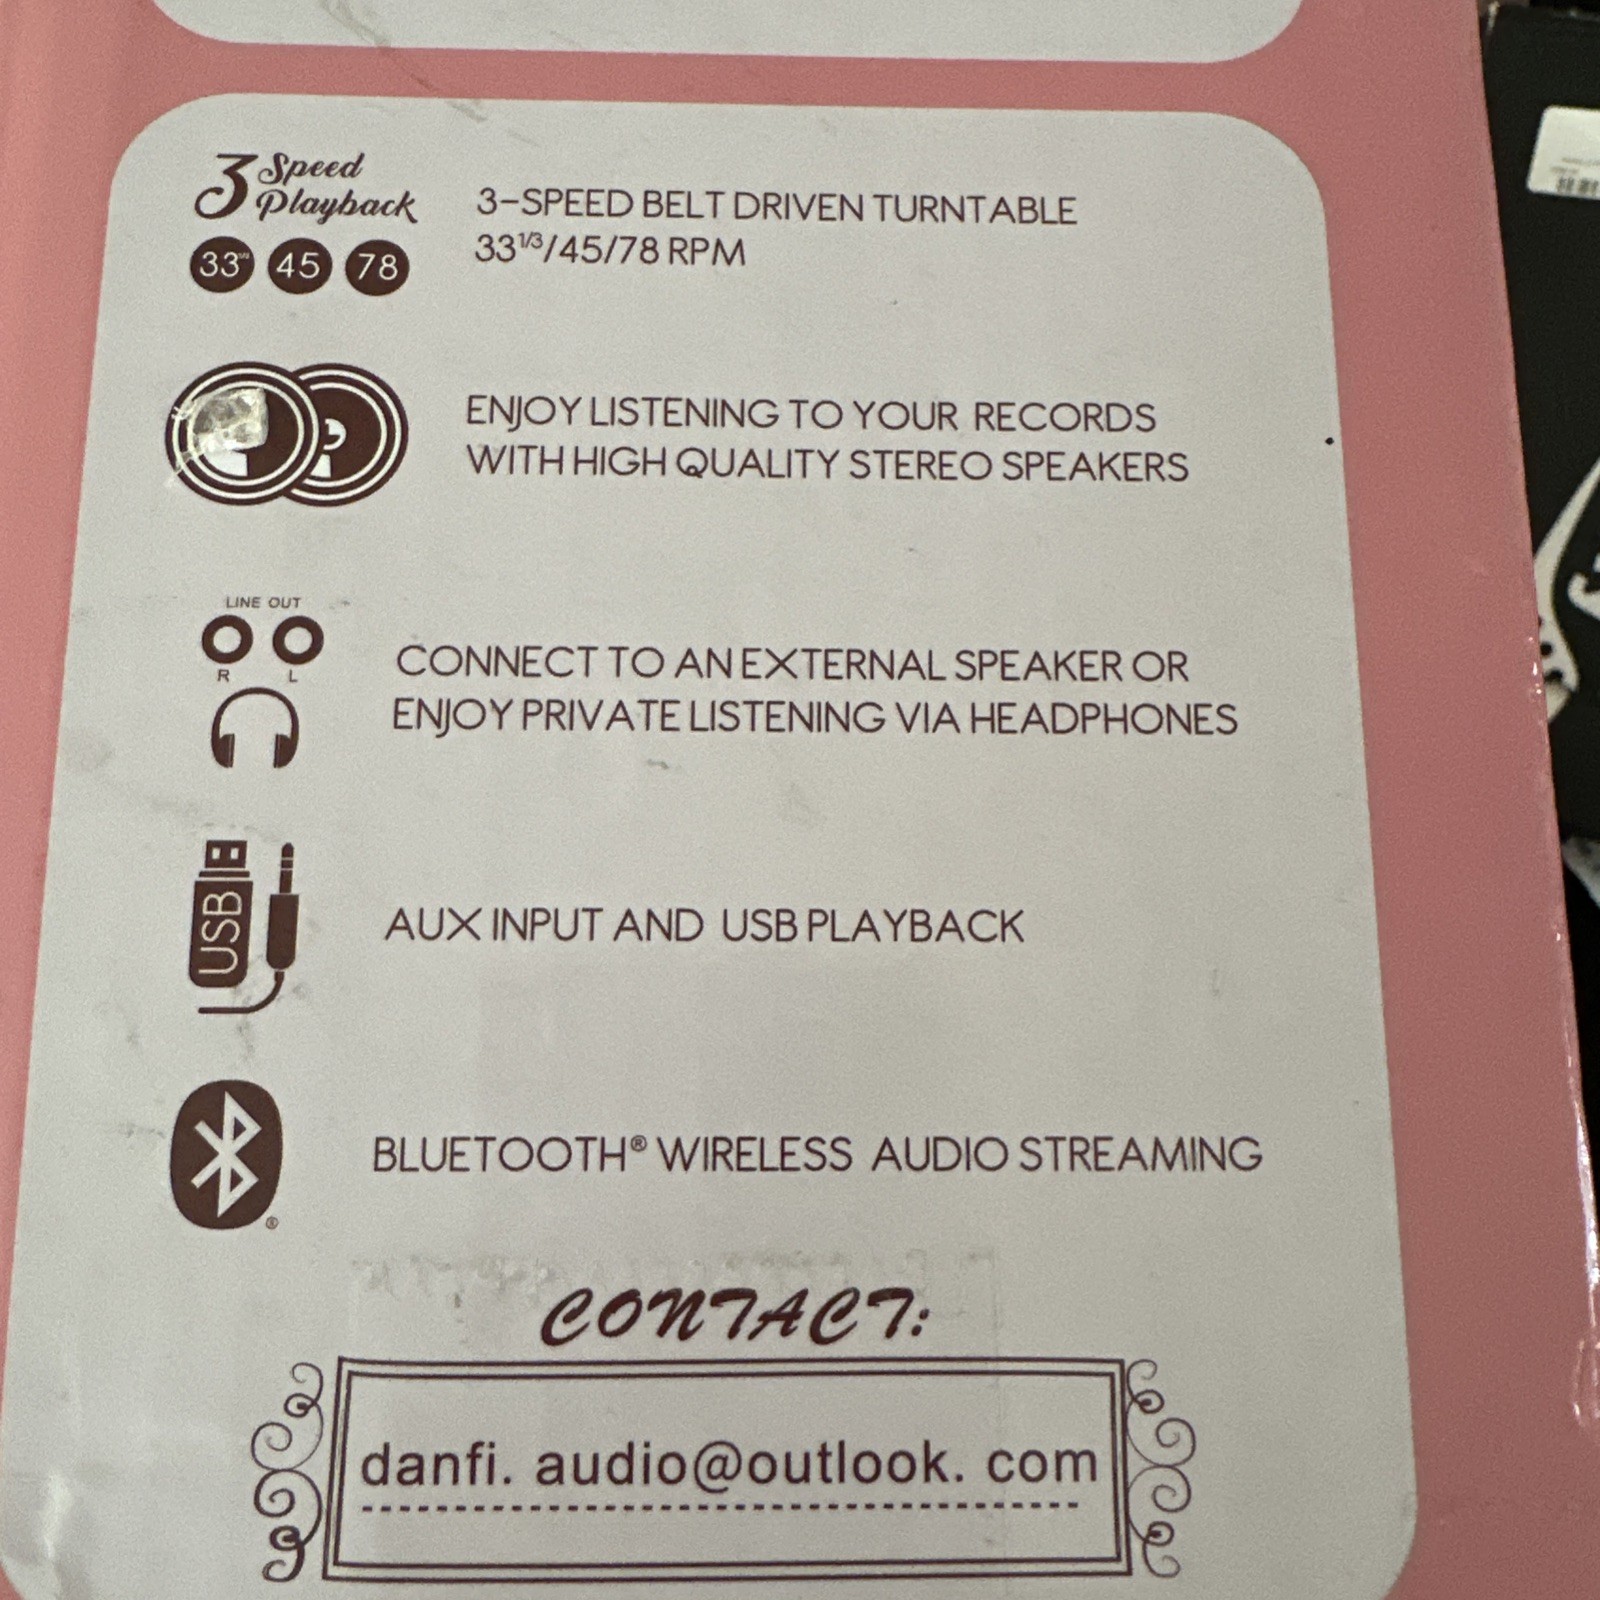 3 Speed
Playback
33 1/3 45 78
3-SPEED BELT DRIVEN TURNTABLE
33 1/3/45/78 RPM
ENJOY LISTENING TO YOUR RECORDS
WITH HIGH QUALITY STEREO SPEAKERS
LINE OUT
R L
CONNECT TO AN EXTERNAL SPEAKER OR
ENJOY PRIVATE LISTENING VIA HEADPHONES
USB
AUX INPUT AND USB PLAYBACK
BLUETOOTH® WIRELESS AUDIO STREAMING
®
CONTACT:
danfi. audio@outlook. com